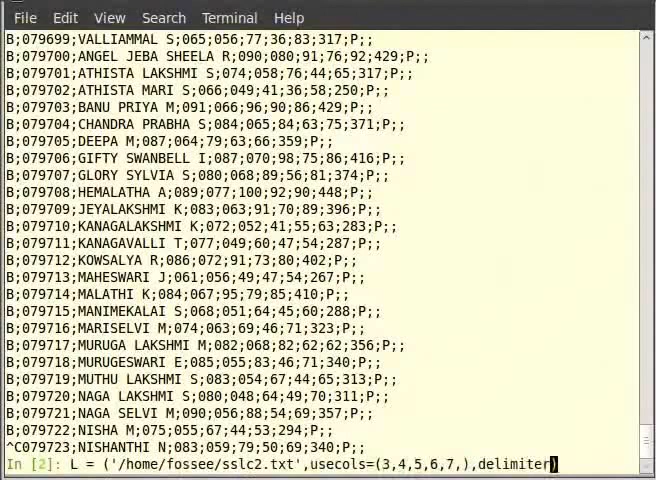 File Edit View Search Terminal Help
B;079699;VALLIAMMAL S;065;056;77;36;83;317;P;;
B;079700;ANGEL JEBA SHEELA R;090;080;91;76;92;429;P;;
B;079701;ATHISTA LAKSHMI S;074;058;76;44;65;317;P;;
B;079702;ATHISTA MARI S;066;049;41;36;58;250;P;;
B;079703;BANU PRIYA M;091;066;96;90;86;429;P;;
B;079704;CHANDRA PRABHA S;084;065;84;63;75;371;P;;
B;079705;DEEPA M;087;064;79;63;66;359;P;;
B;079706;GIFTY SWANBELL I;087;070;98;75;86;416;P;;
B;079707;GLORY SYLVIA S;080;068;89;56;81;374;P;;
B;079708;HEMALATHA A;089;077;100;92;90;448;P;;
B;079709;JEYALAKSHMI K;083;063;91;70;89;396;P;;
B;079710;KANAGALAKSHMI K;072;052;41;55;63;283;P;;
B;079711;KANAGAVALLI T;077;049;60;47;54;287;P;;
B;079712;KOWSALYA R;086;072;91;73;80;402;P;;
B;079713;MAHESWARI J;061;056;49;47;54;267;P;;
B;079714;MALATHI K;084;067;95;79;85;410;P;;
B;079715;MANIMEKALAI S;068;051;64;45;60;288;P;;
B;079716;MARISELVI M;074;063;69;46;71;323;P;;
B;079717;MURUGA LAKSHMI M;082;068;82;62;62;356;P;;
B;079718;MURUGESWARI E;085;055;83;46;71;340;P;;
B;079719;MUTHU LAKSHMI S;083;054;67;44;65;313;P;;
B;079720;NAGA LAKSHMI S;080;048;64;49;70;311;P;;
B;079721;NAGA SELVI M;090;056;88;54;69;357;P;;
B;079722;NISHA M;075;055;67;44;53;294;P;;
^C079723;NISHANTHI N;083;059;79;50;69;340;P;;
In [2]: L = ('/home/fossee/sslc2.txt',usecols=(3,4,5,6,7,),delimiter)